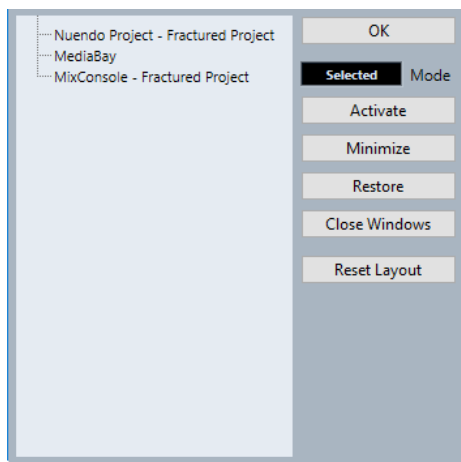 Nuendo Project - Fractured Project
MediaBay
MixConsole - Fractured Project
OK
Selected Mode
Activate
Minimize
Restore
Close Windows
Reset Layout